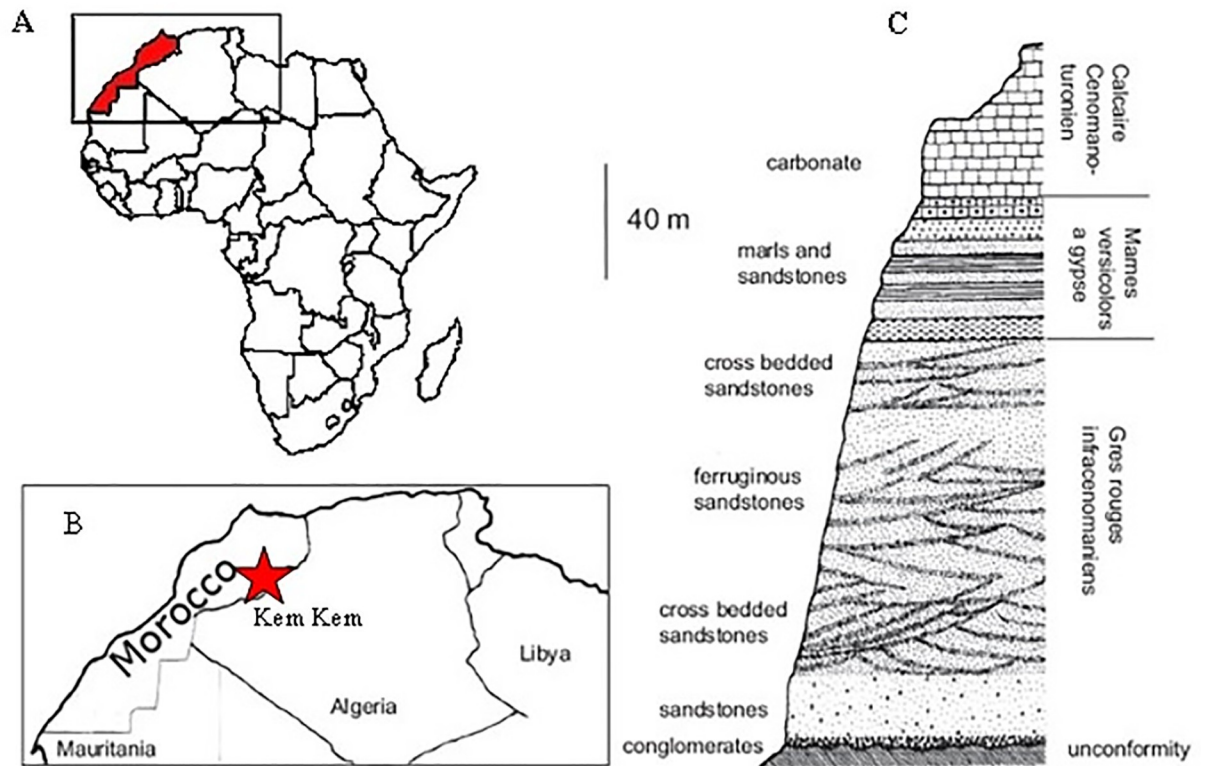 A
B
Morocco
Kem Kem
Algeria
Libya
Mauritania
C
40 m
carbonate
marls and
sandstones
cross bedded
sandstones
ferruginous
sandstones
cross bedded
sandstones
sandstones
conglomerates
unconformity
Calcaire
Cenomano-
turonien
Mames
versicolors
a gypse
Gres rouges
infracenomaniens